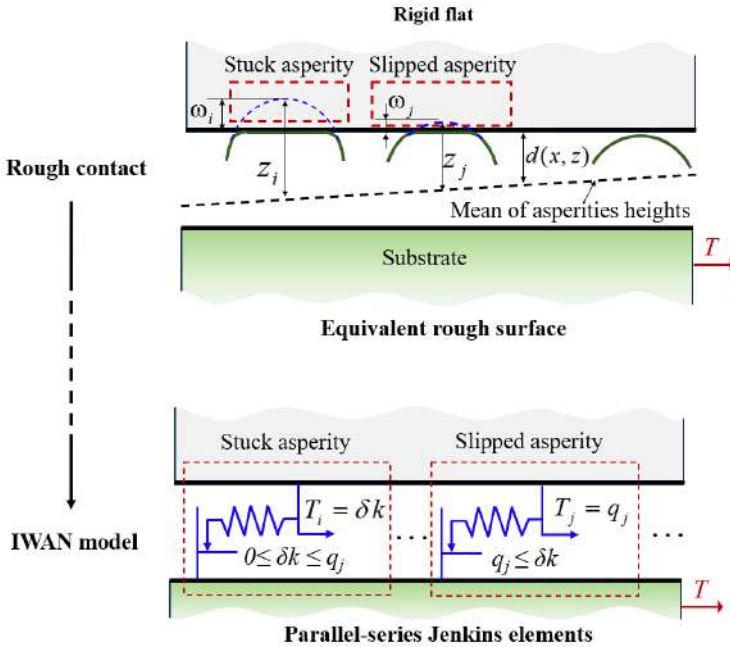 Rigid flat
Stuck asperity
Slipped asperity
ωi
ωj
Rough contact
zi
zj
d(x, z)
Mean of asperities heights
Substrate
T
Equivalent rough surface
Stuck asperity
Slipped asperity
Ti = δk
Tj = qj
...
...
IWAN model
0≤ δk ≤ qj
qj ≤ δk
T
Parallel-series Jenkins elements